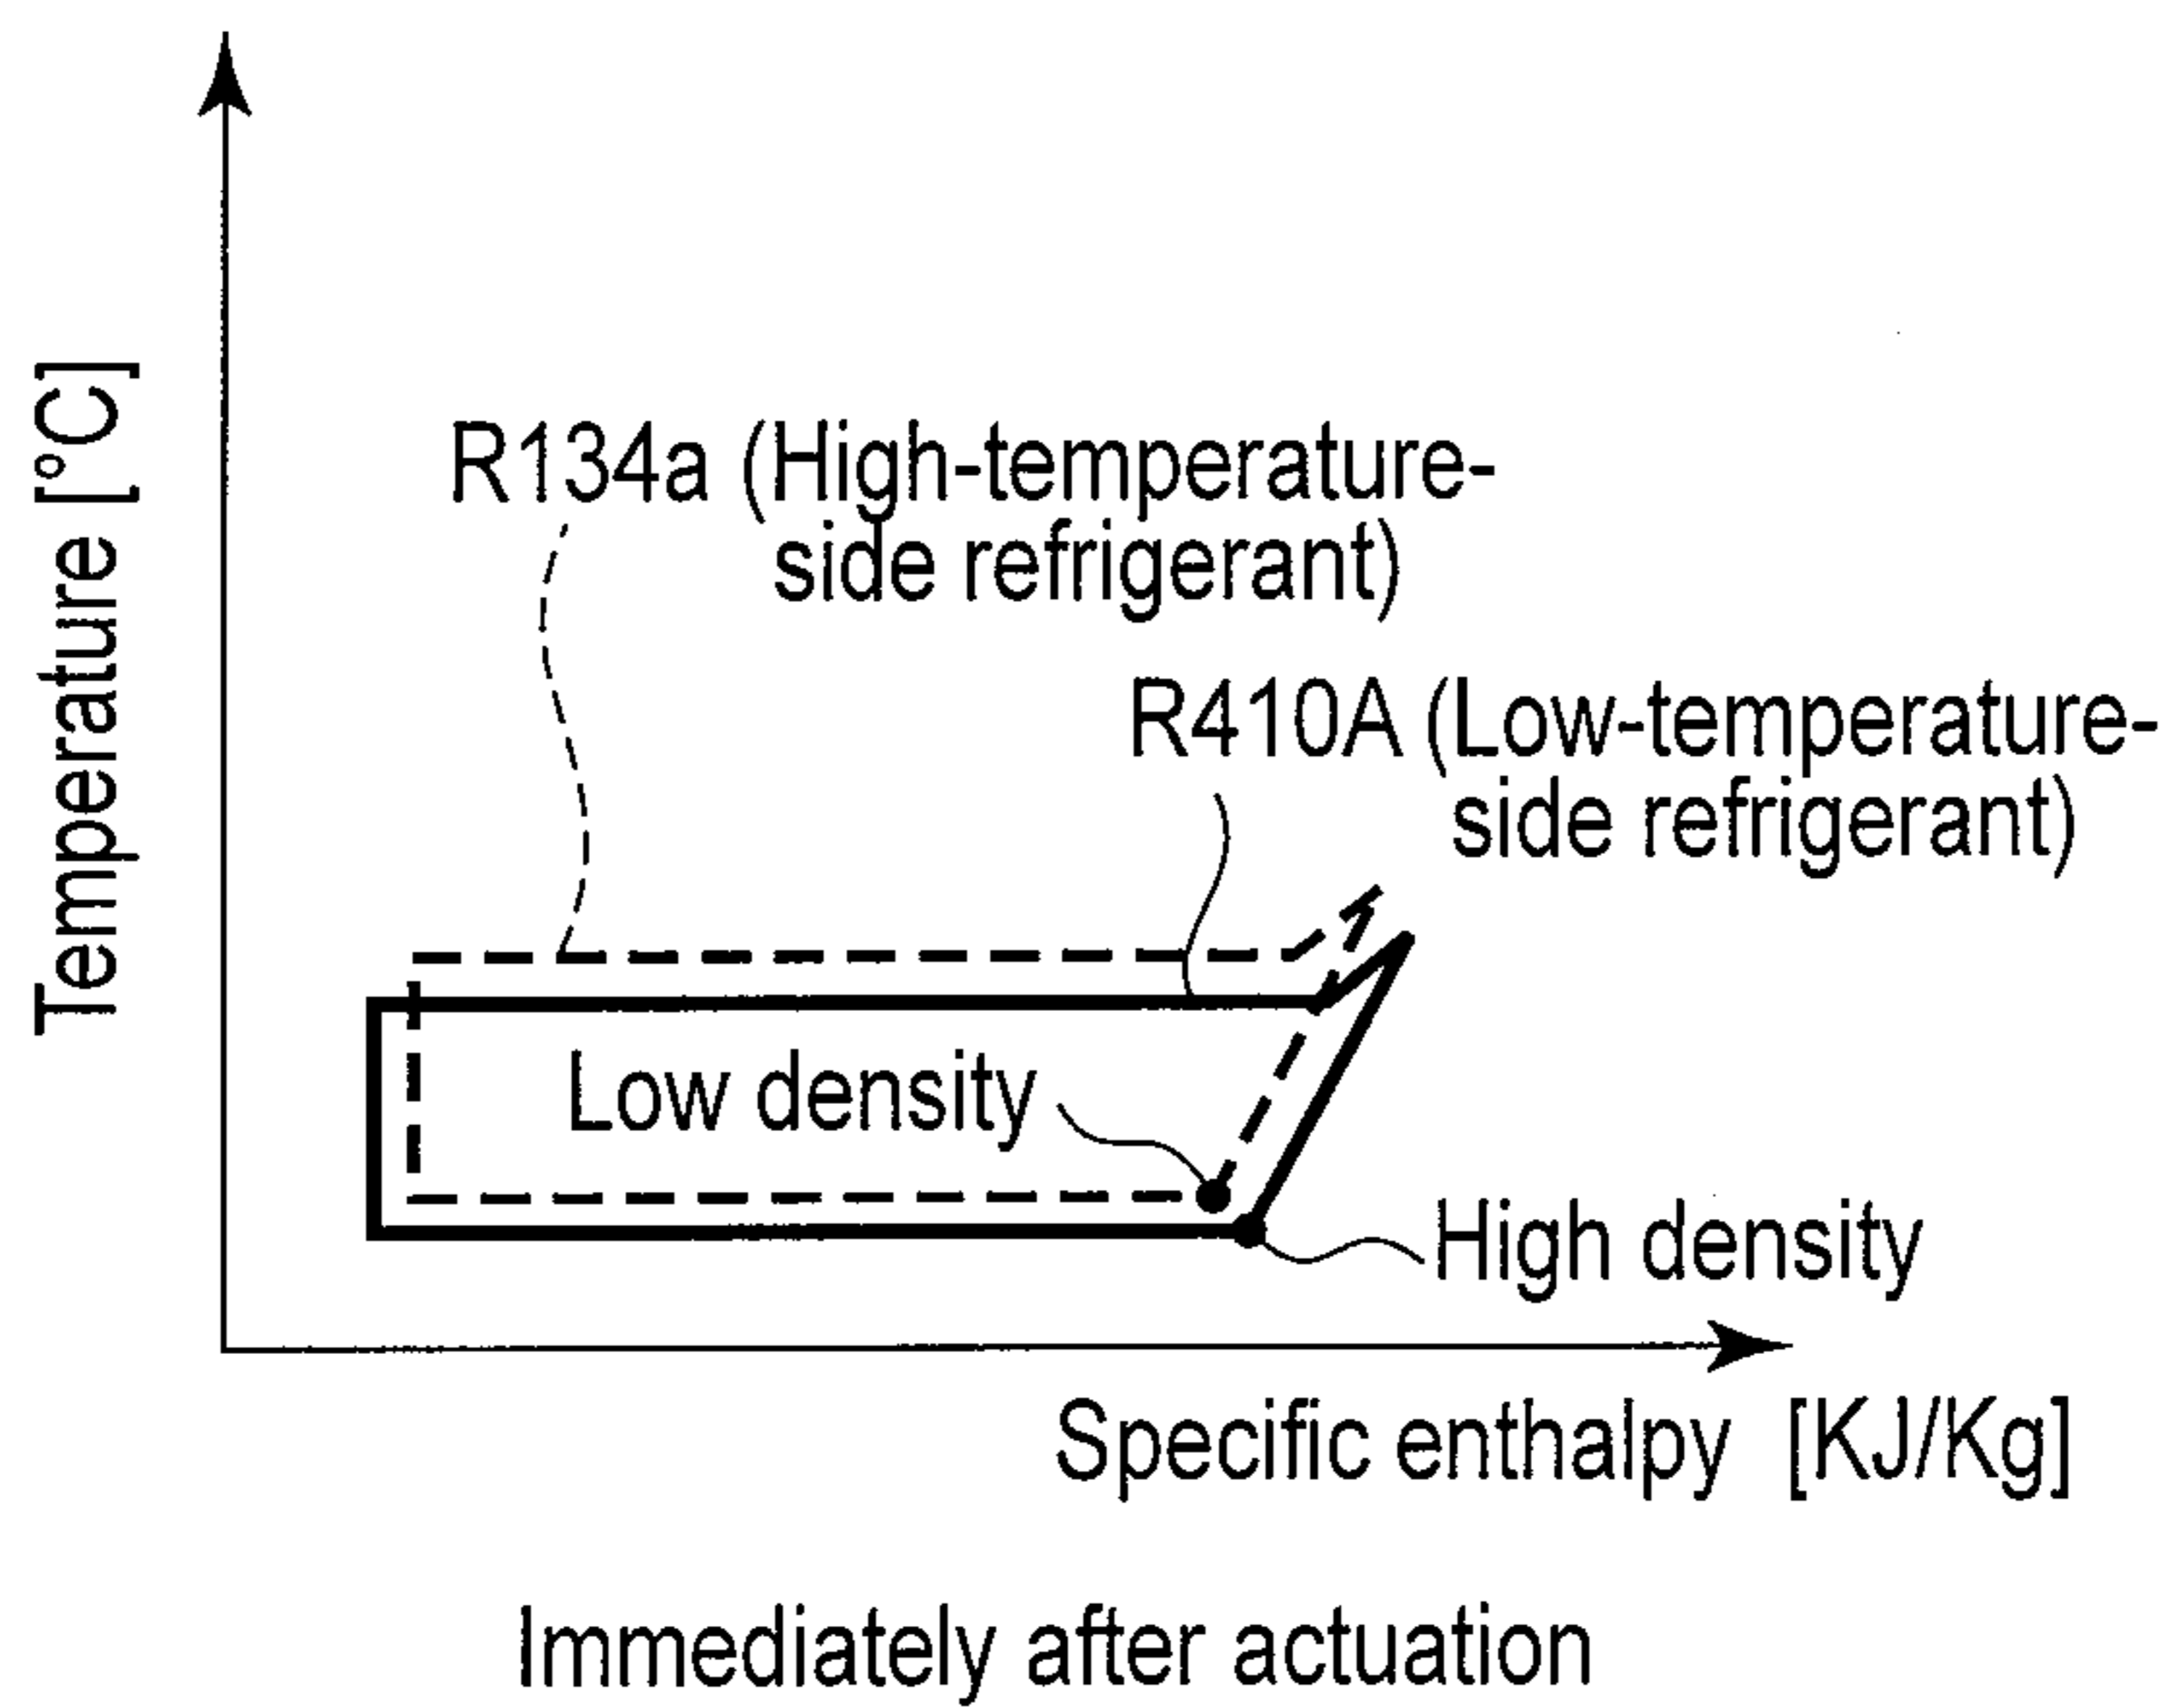 Temperature [°C]
R134a (High-temperature-
side refrigerant)
R410A (Low-temperature-
side refrigerant)
Low density
High density
Specific enthalpy [KJ/Kg]
Immediately after actuation